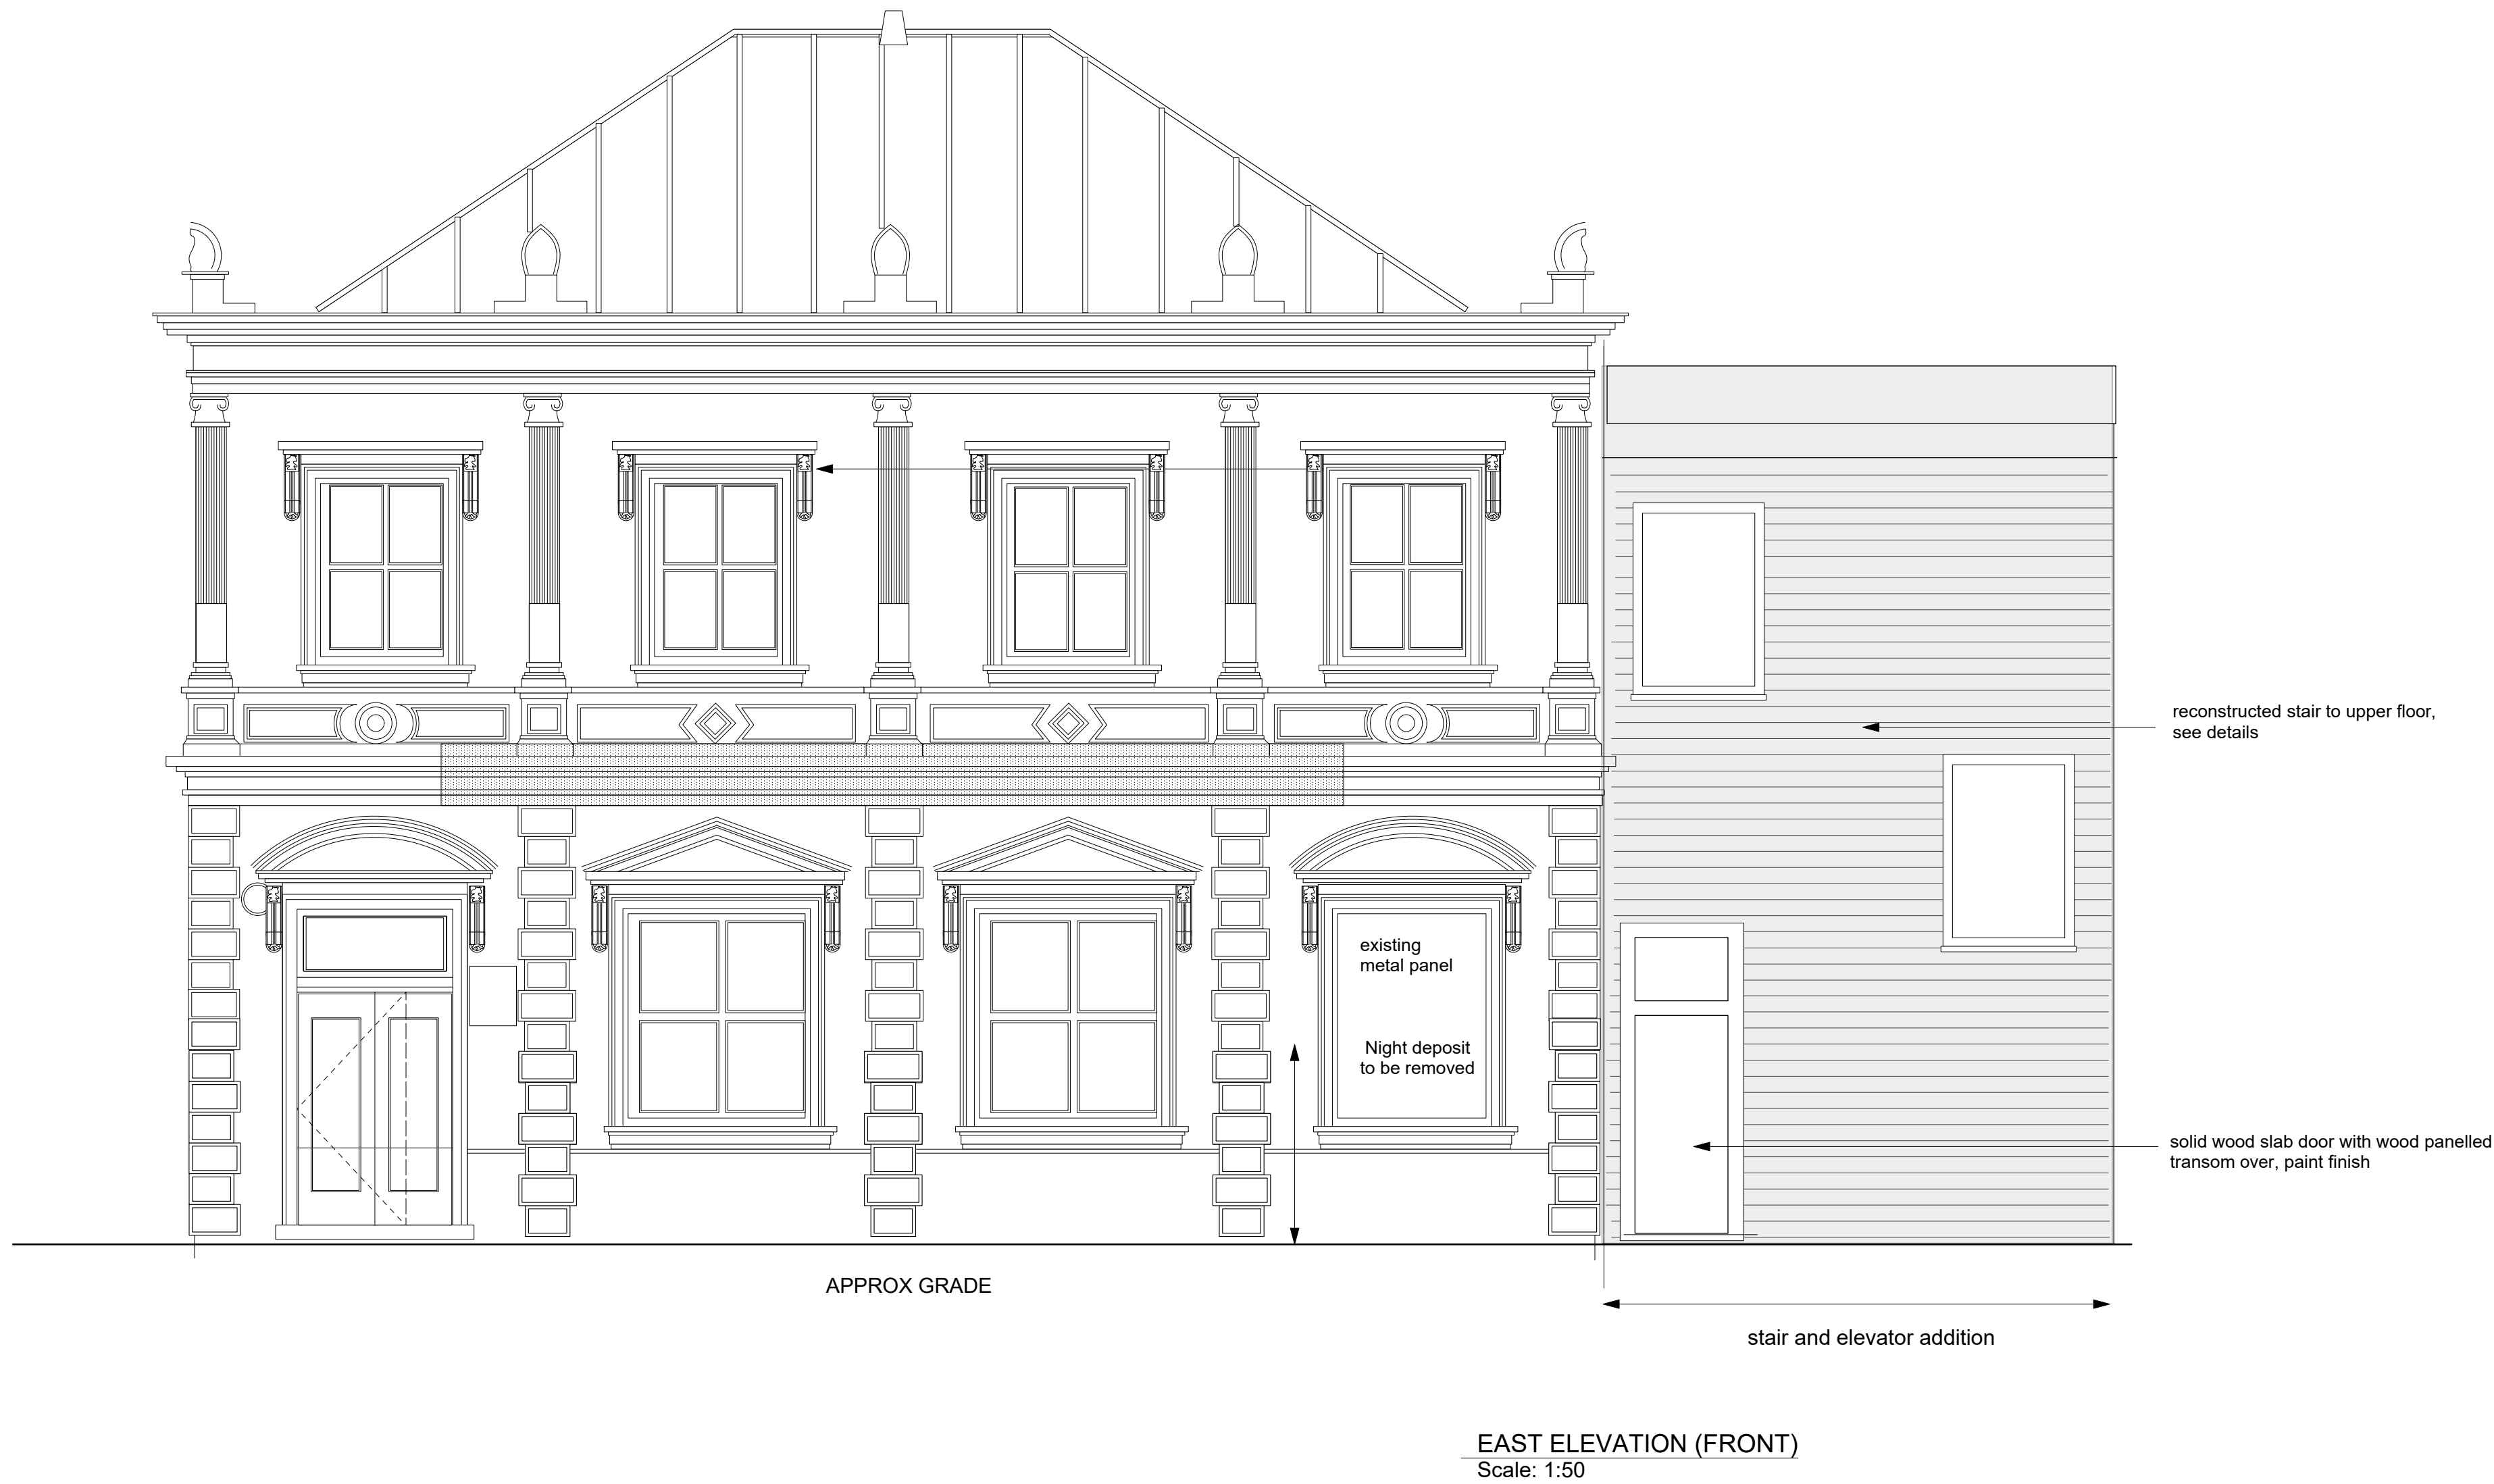 reconstructed stair to upper floor,
see details
existing
metal panel
Night deposit
to be removed
solid wood slab door with wood panelled
transom over, paint finish
APPROX GRADE
stair and elevator addition
EAST ELEVATION (FRONT)
Scale: 1:50